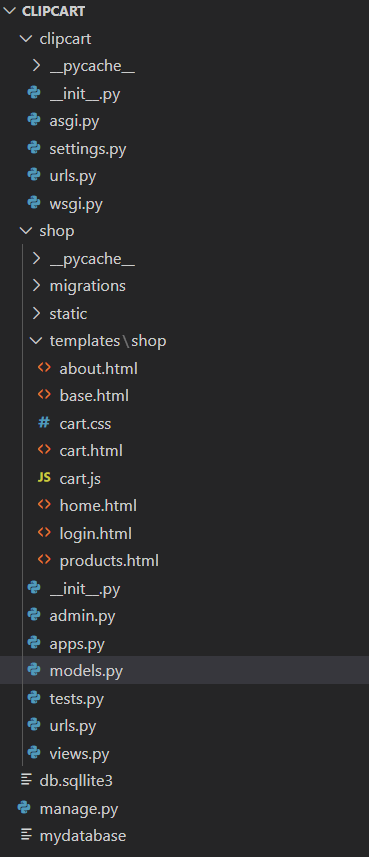 CLIPCART
clipcart
__pycache__
__init__.py
asgi.py
settings.py
urls.py
wsgi.py
shop
__pycache__
migrations
static
templates\shop
about.html
base.html
# cart.css
cart.html
JS cart.js
home.html
login.html
products.html
__init__.py
admin.py
apps.py
models.py
tests.py
urls.py
views.py
db.sqllite3
manage.py
mydatabase